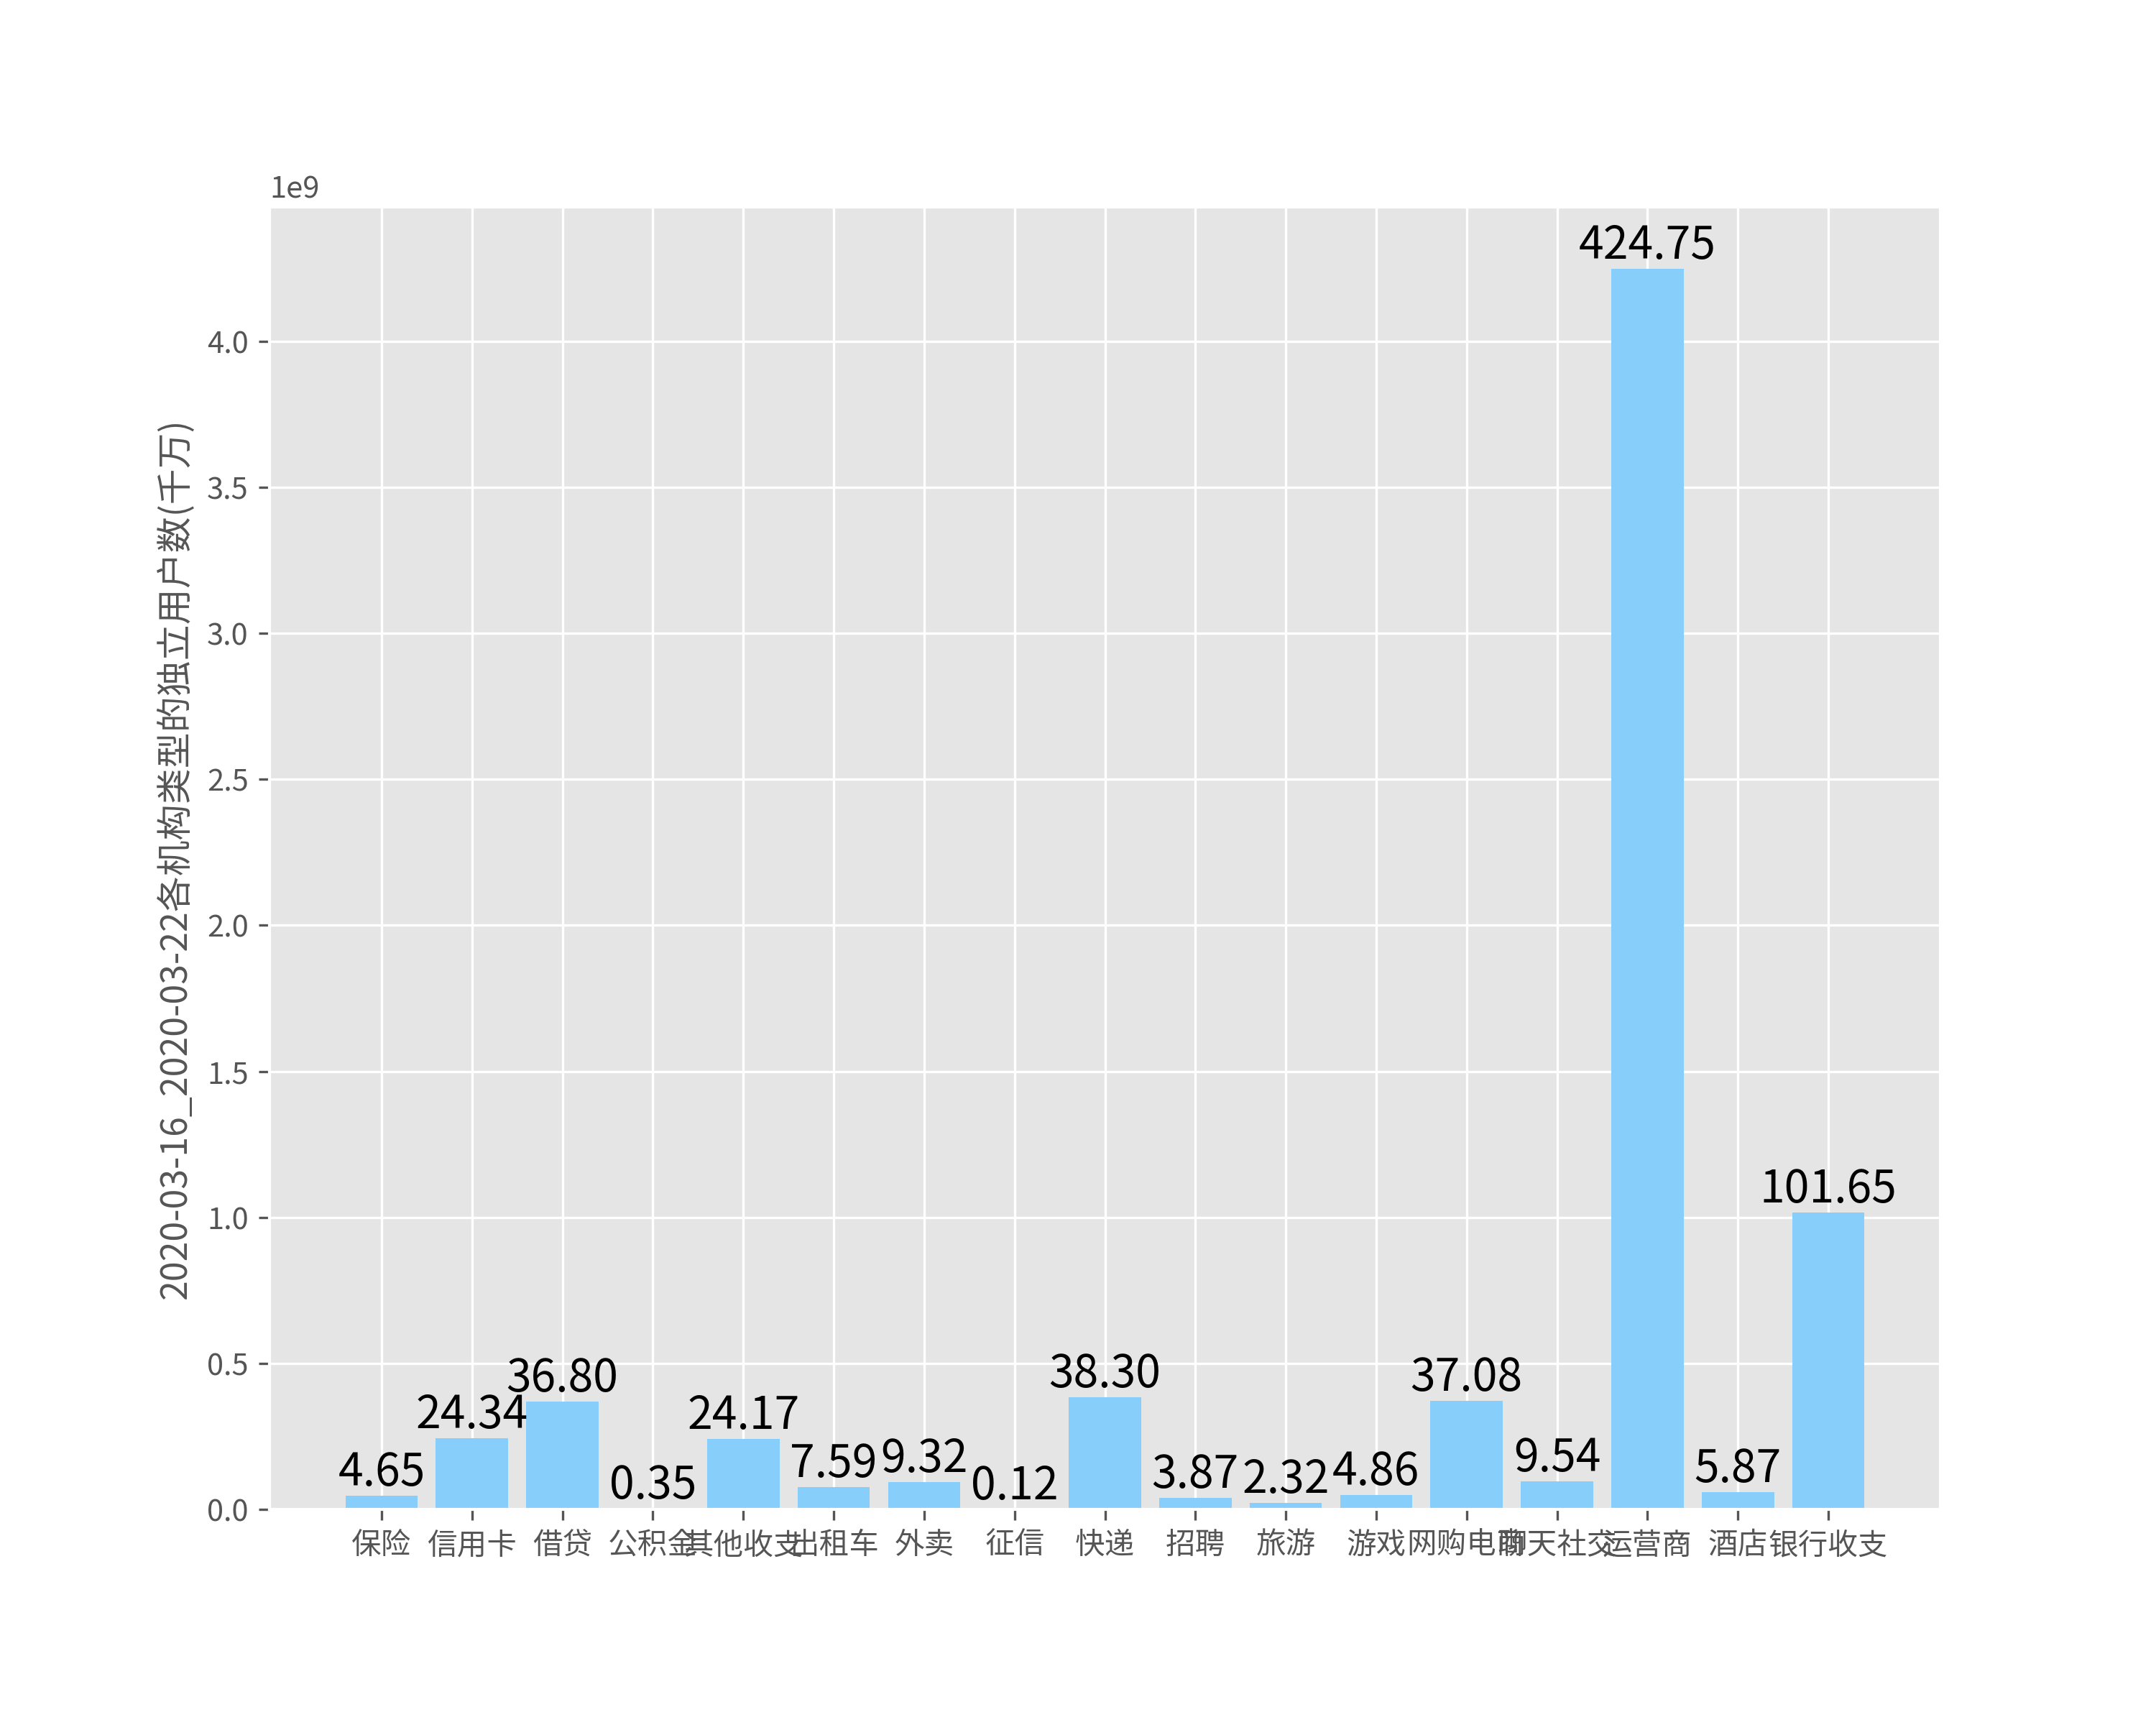 1e9
4.0
3.5
3.0
2.5
2.0
1.5
1.0
0.5
0.0
2020-03-16_2020-03-22各机构类型的独立用户数(千万)
4.65
24.34
36.80
0.35
24.17
7.59
9.32
0.12
38.30
3.87
2.32
4.86
37.08
9.54
424.75
5.87
101.65
保险
信用卡
借贷
公积金
其他收支
出租车
外卖
征信
快递
招聘
旅游
游戏
网购电商
聊天社交
运营商
酒店
银行收支